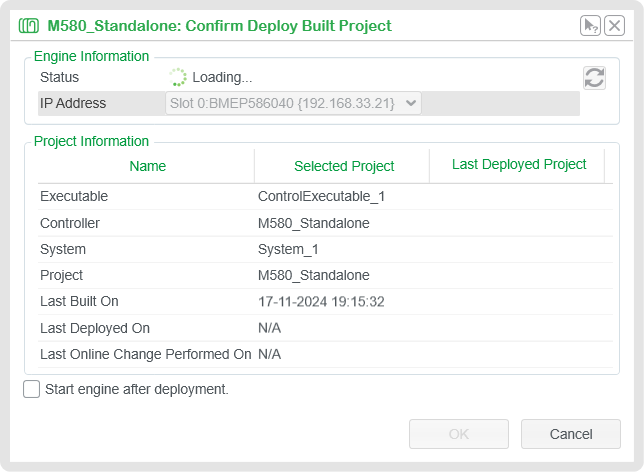 M580_Standalone: Confirm Deploy Built Project
Engine Information
Status Loading...
IP Address Slot 0:BMEP586040 {192.168.33.21}
Project Information
Name Selected Project Last Deployed Project
Executable ControlExecutable_1
Controller M580_Standalone
System System_1
Project M580_Standalone
Last Built On 17-11-2024 19:15:32
Last Deployed On N/A
Last Online Change Performed On N/A
Start engine after deployment.
OK Cancel